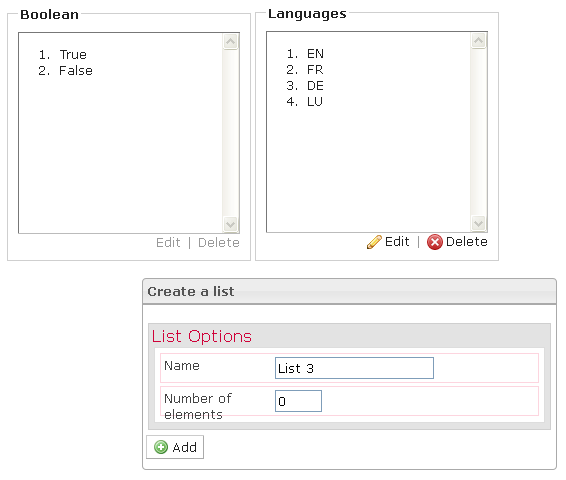 Boolean
1. True
2. False
Edit | Delete
Languages
1. EN
2. FR
3. DE
4. LU
Edit | Delete
Create a list
List Options
Name
List 3
Number of
elements
0
Add